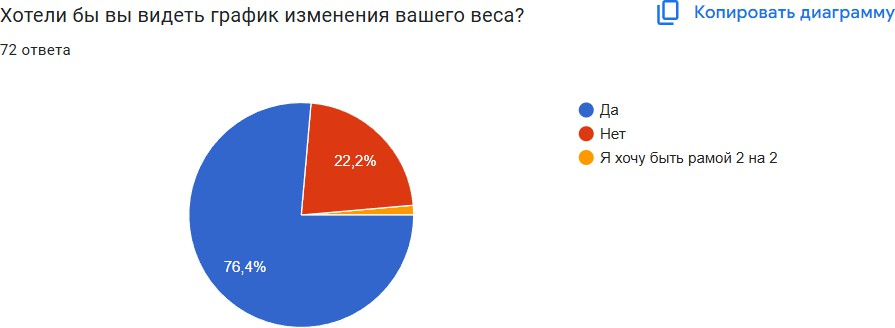 Хотели бы вы видеть график изменения вашего веса?
Копировать диаграмму
72 ответа
Да
Нет
Я хочу быть рамой 2 на 2
22,2%
76,4%